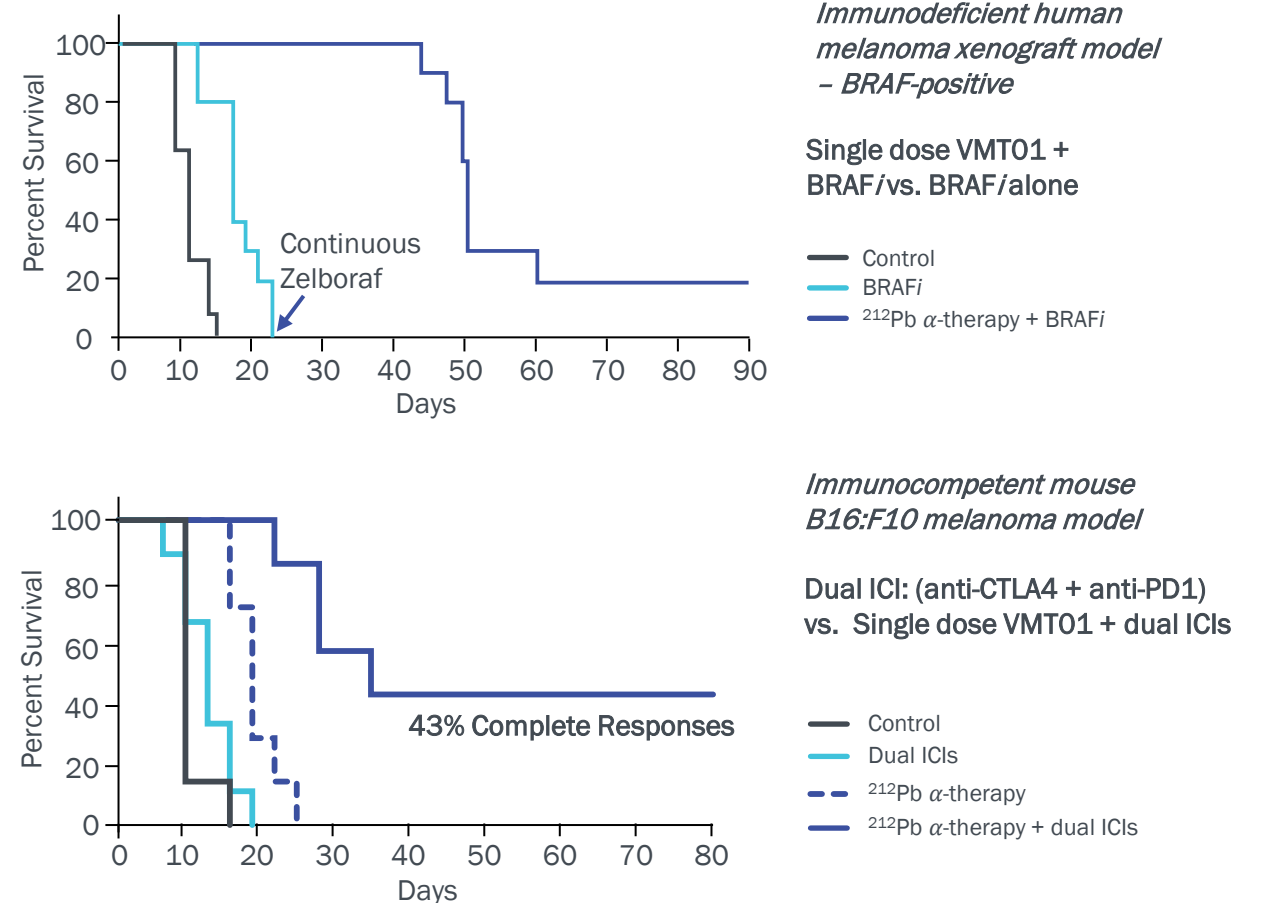 Immunodeficient human
melanoma xenograft model
– BRAF-positive
Single dose VMT01 +
BRAFi vs. BRAFi alone
Control
BRAFi
²¹²Pb α-therapy + BRAFi
Percent Survival
100
80
60
40
20
0
Continuous
Zelboraf
0 10 20 30 40 50 60 70 80 90
Days
Immunocompetent mouse
B16:F10 melanoma model
Dual ICI: (anti-CTLA4 + anti-PD1)
vs. Single dose VMT01 + dual ICIs
Control
Dual ICIs
²¹²Pb α-therapy
²¹²Pb α-therapy + dual ICIs
Percent Survival
100
80
60
40
20
0
43% Complete Responses
0 10 20 30 40 50 60 70 80
Days